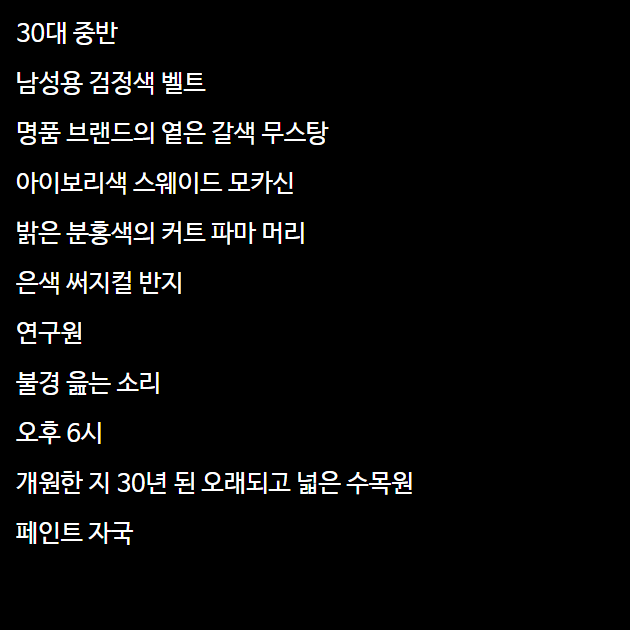 30대 중반
남성용 검정색 벨트
명품 브랜드의 옅은 갈색 무스탕
아이보리색 스웨이드 모카신
밝은 분홍색의 커트 파마 머리
은색 써지컬 반지
연구원
불경 읊는 소리
오후 6시
개원한 지 30년 된 오래되고 넓은 수목원
페인트 자국